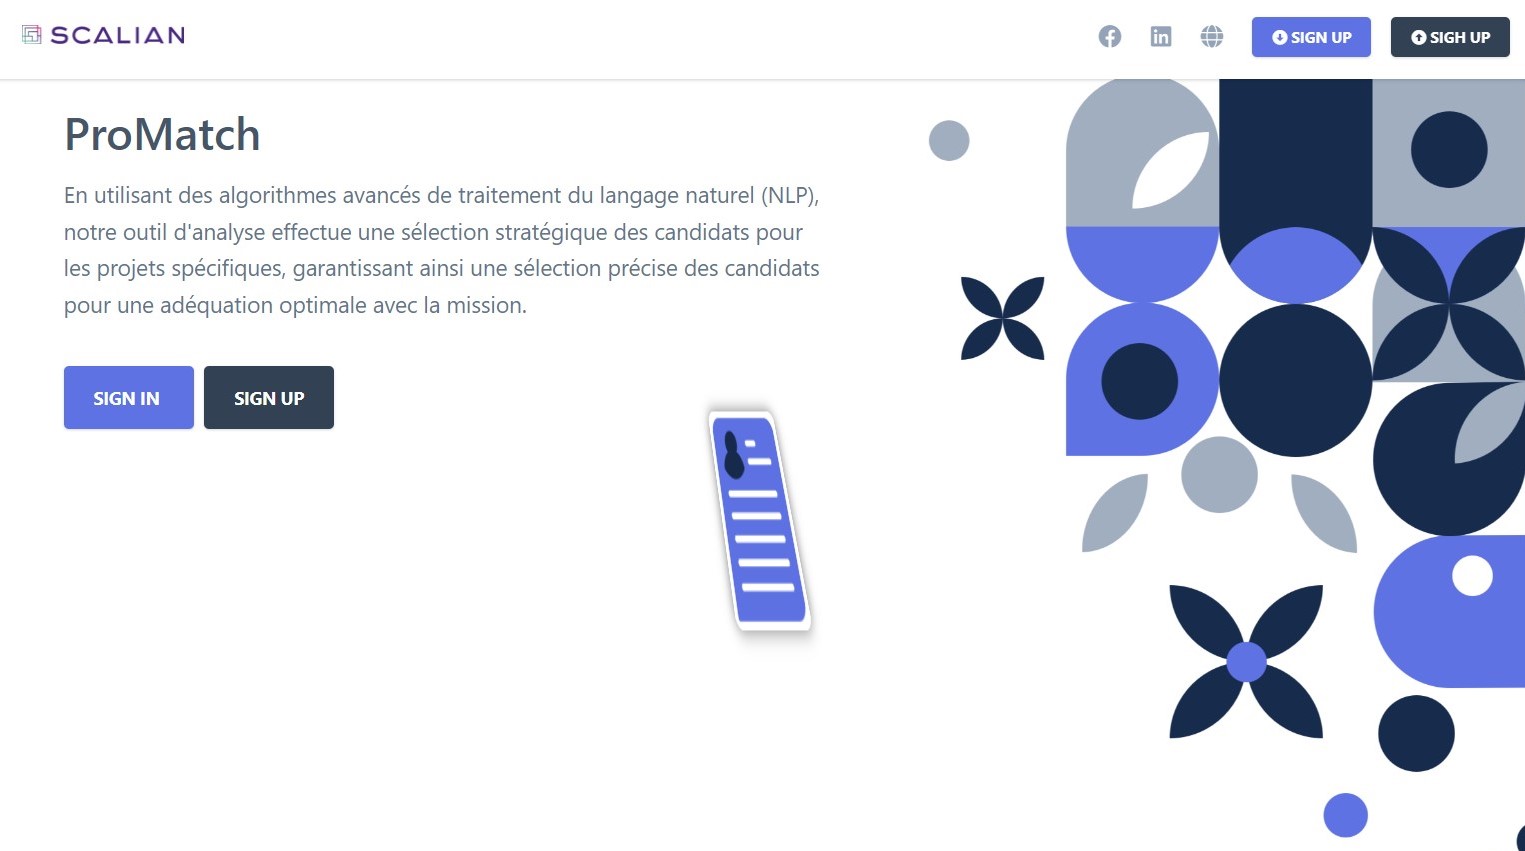 SCALIAN
SIGN UP
SIGH UP
ProMatch
En utilisant des algorithmes avancés de traitement du langage naturel (NLP),
notre outil d'analyse effectue une sélection stratégique des candidats pour
les projets spécifiques, garantissant ainsi une sélection précise des candidats
pour une adéquation optimale avec la mission.
SIGN IN
SIGN UP